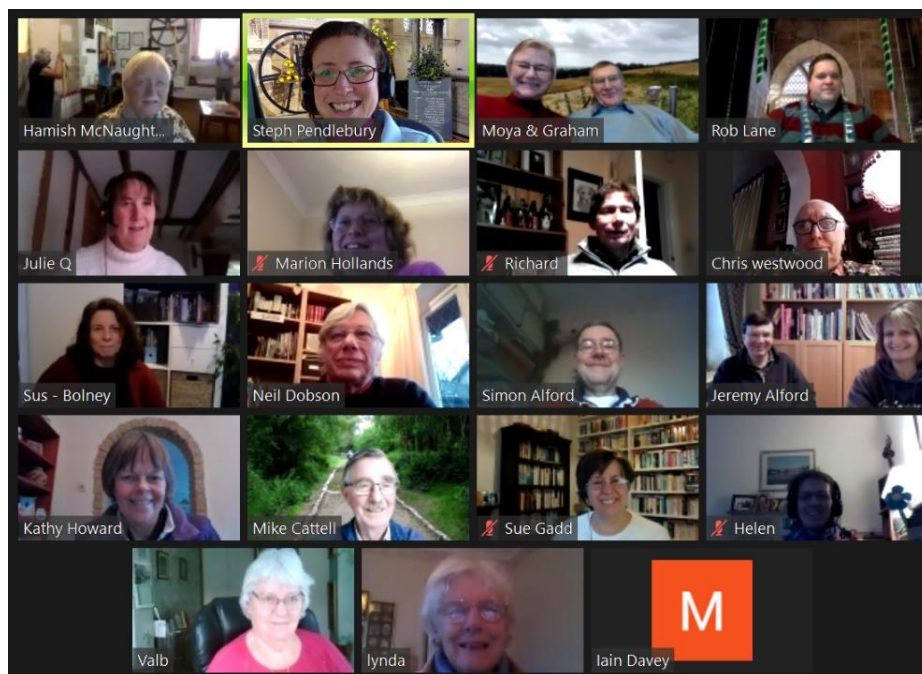 Hamish McNaught...
Steph Pendlebury
Moya & Graham
Rob Lane
Julie Q
Marion Hollands
Richard
Chris westwood
Sus - Bolney
Neil Dobson
Simon Alford
Jeremy Alford
Kathy Howard
Mike Cattell
Sue Gadd
Helen
Valb
lynda
M
Iain Davey